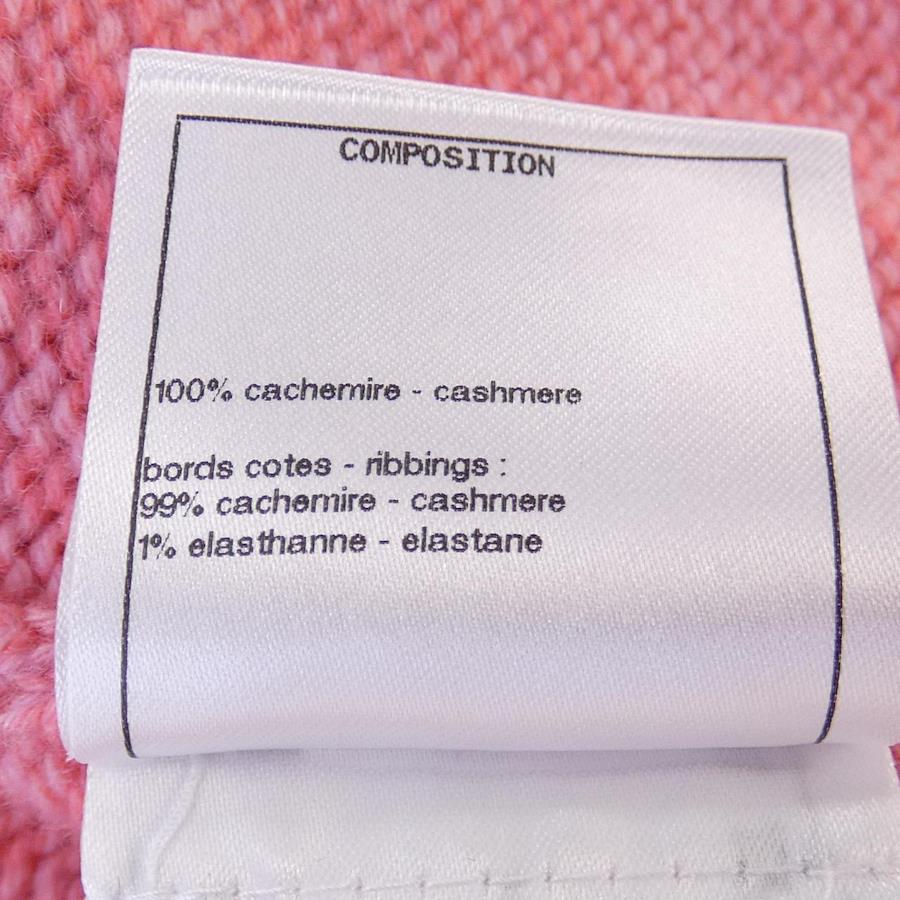 COMPOSITION
100% cachemire - cashmere
bords cotes - ribbings :
99% cachemire - cashmere
1% elasthanne - elastane